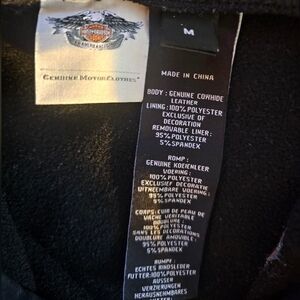 HARLEY-DAVIDSON
"GENUINE MOTORCLOTHES"
M
MADE IN CHINA
BODY: GENUINE COWHIDE
LEATHER
LINING: 100% POLYESTER
EXCLUSIVE OF
DECORATION
REMOVABLE LINER:
95% POLYESTER
5% SPANDEX
ROMP:
GENUINE KOEIENLEER
VOERING:
100% POLYESTER
EXCLUSIEF DECORATIE
UITNEEMBARE VOERING:
95% POLYESTER
5% SPANDEX
CORPS: CUIR DE PEAU DE
VACHE VERITABLE
DOUBLURE:
100% POLYESTER
SANS LES DECORATIONS
DOUBLURE AMOVIBLE:
95% POLYESTER
5% SPANDEX
RUMPF:
ECHTES RINDSLEDER
FUTTER: 100% POLYESTER
AUSSER
VERZIERUNGEN
HERAUSNEHMBARES